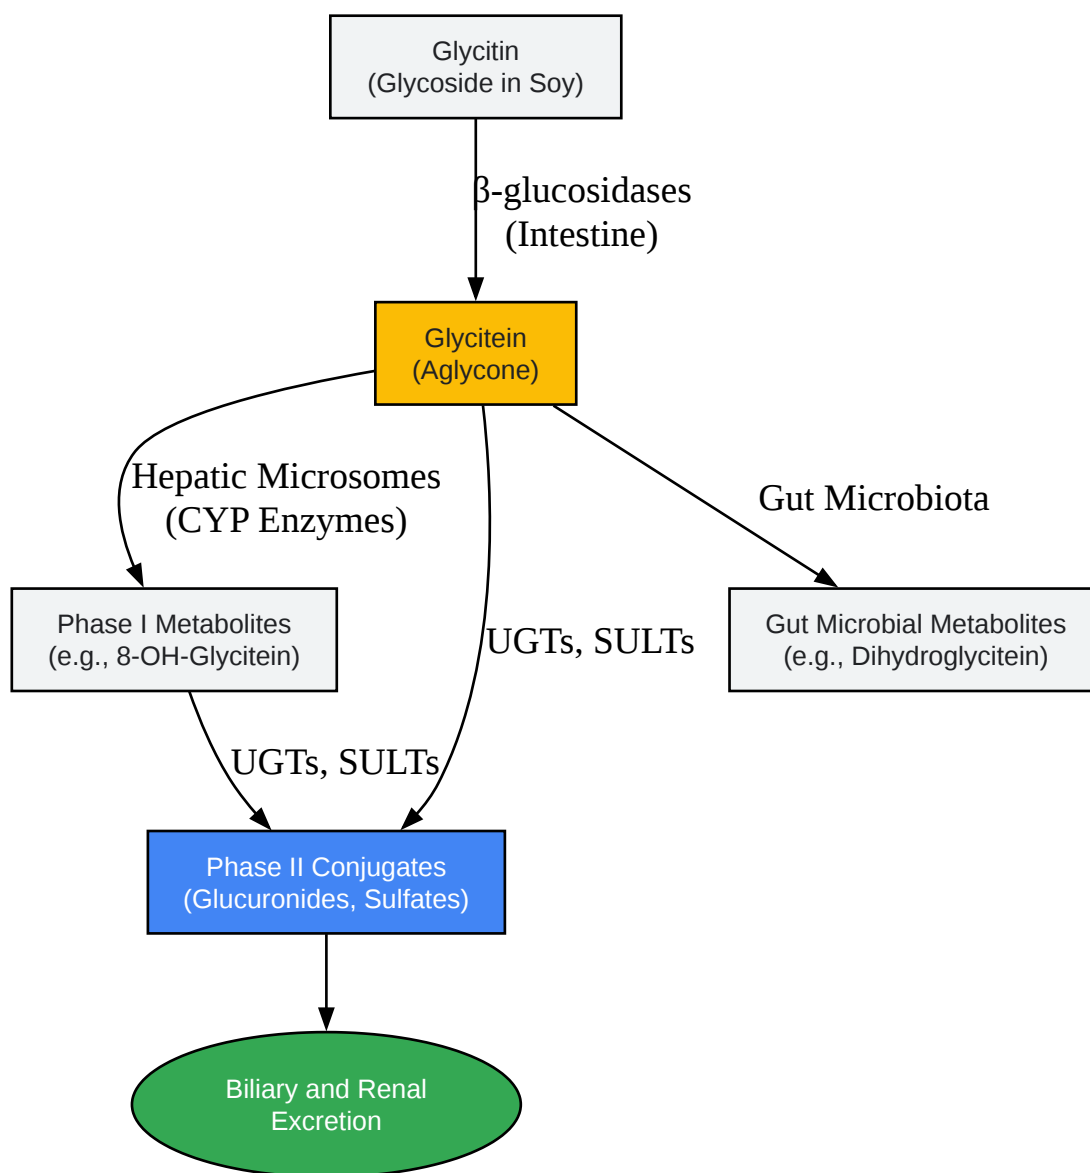 Glycitin
(Glycoside in Soy)
β-glucosidases
(Intestine)
Glycitein
(Aglycone)
Hepatic Microsomes
(CYP Enzymes)
Gut Microbiota
Phase I Metabolites
(e.g., 8-OH-Glycitein)
UGTs, SULTs
Gut Microbial Metabolites
(e.g., Dihydroglycitein)
UGTs, SULTs
Phase II Conjugates
(Glucuronides, Sulfates)
Biliary and Renal
Excretion